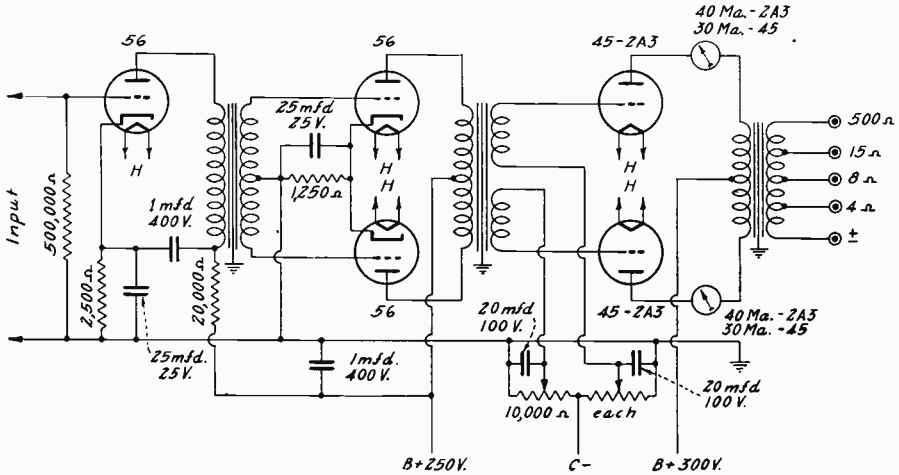 40 Ma.-2A3
30 Ma.-45
56
56
45-2A3
25 mfd
25 V.
H
H
H
H
1,250 Ω
Input
500,000 Ω
1 mfd
400 V.
500 Ω
15 Ω
8 Ω
4 Ω
±
2,500 Ω
20,000 Ω
56
45-2A3
20 mfd
100 V.
40 Ma.-2A3
30 Ma.-45
25 mfd.
25 V.
1 mfd
400 V.
20 mfd
100 V.
10,000 Ω
each
B+250V.
C-
B+300V.